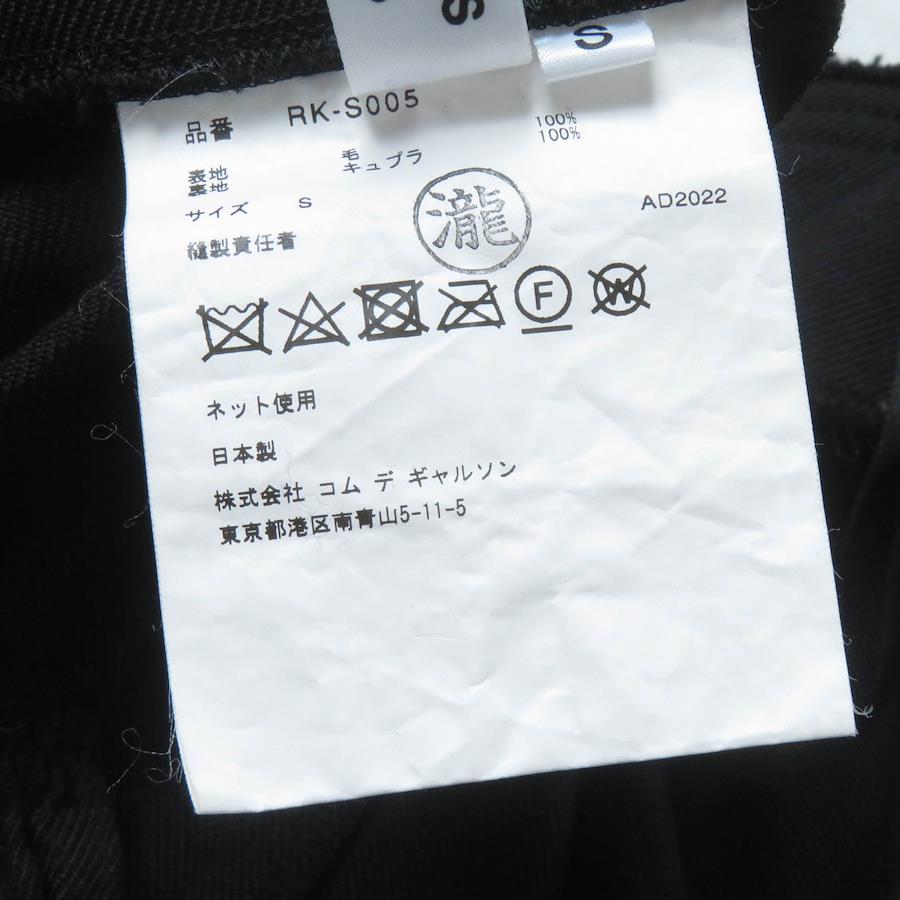 S
S
品番 RK-S005
表地 毛 100%
裏地 キュプラ 100%
サイズ S
AD2022
縫製責任者 瀧
F
W
ネット使用
日本製
株式会社 コム デ ギャルソン
東京都港区南青山5-11-5